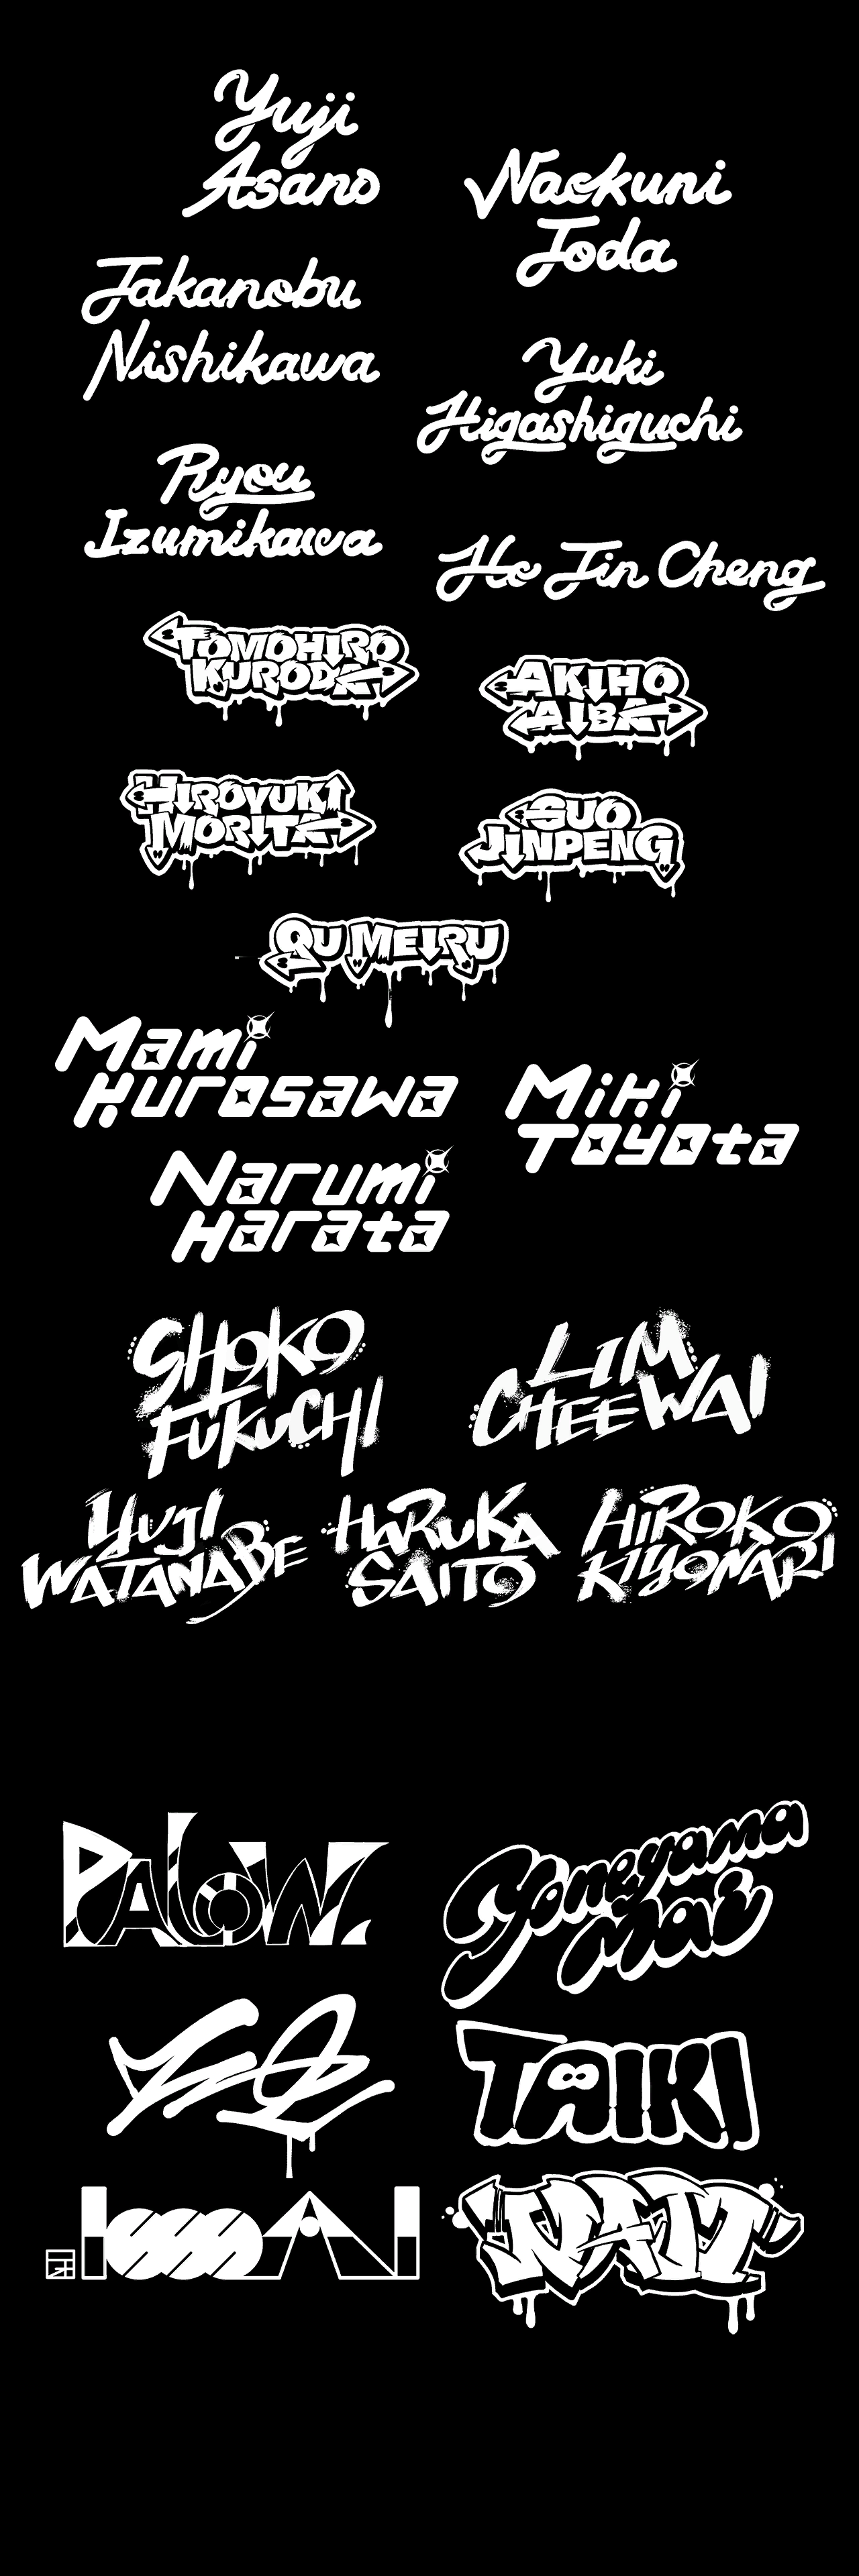 Yuji
Asano
Naokuni
Toda
Takanobu
Nishikawa
Yuki
Higashiguchi
Ryou
Izumikawa
Ho Jin Cheng
TOMOHIRO
KURODA
AKIHO
AIBA
HIROYUKI
MORITA
SUO
JINPENG
QU MEIRU
Mami
Kurosawa
Miki
Toyota
Narumi
Harata
SHOKO
FUKUCHI
LIM
CHEEWAI
YUJI
WATANABE
HARUKA
SAITO
HIROKO
KIYONARI
PALOW.
Yoneyama
Mai
TAIKI
NAJT